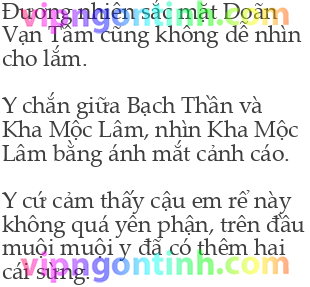 Đương nhiên sắc mặt Doãn
Vạn Tầm cũng không dễ nhìn
cho lắm.
Y chắn giữa Bạch Thần và
Kha Mộc Lâm, nhìn Kha Mộc
Lâm bằng ánh mắt cảnh cáo.
Y cứ cảm thấy cậu em rể này
không quá yên phận, trên đầu
muội muội y đã có thêm hai
cái sừng.
vipngontinh.com
vipngontinh.com